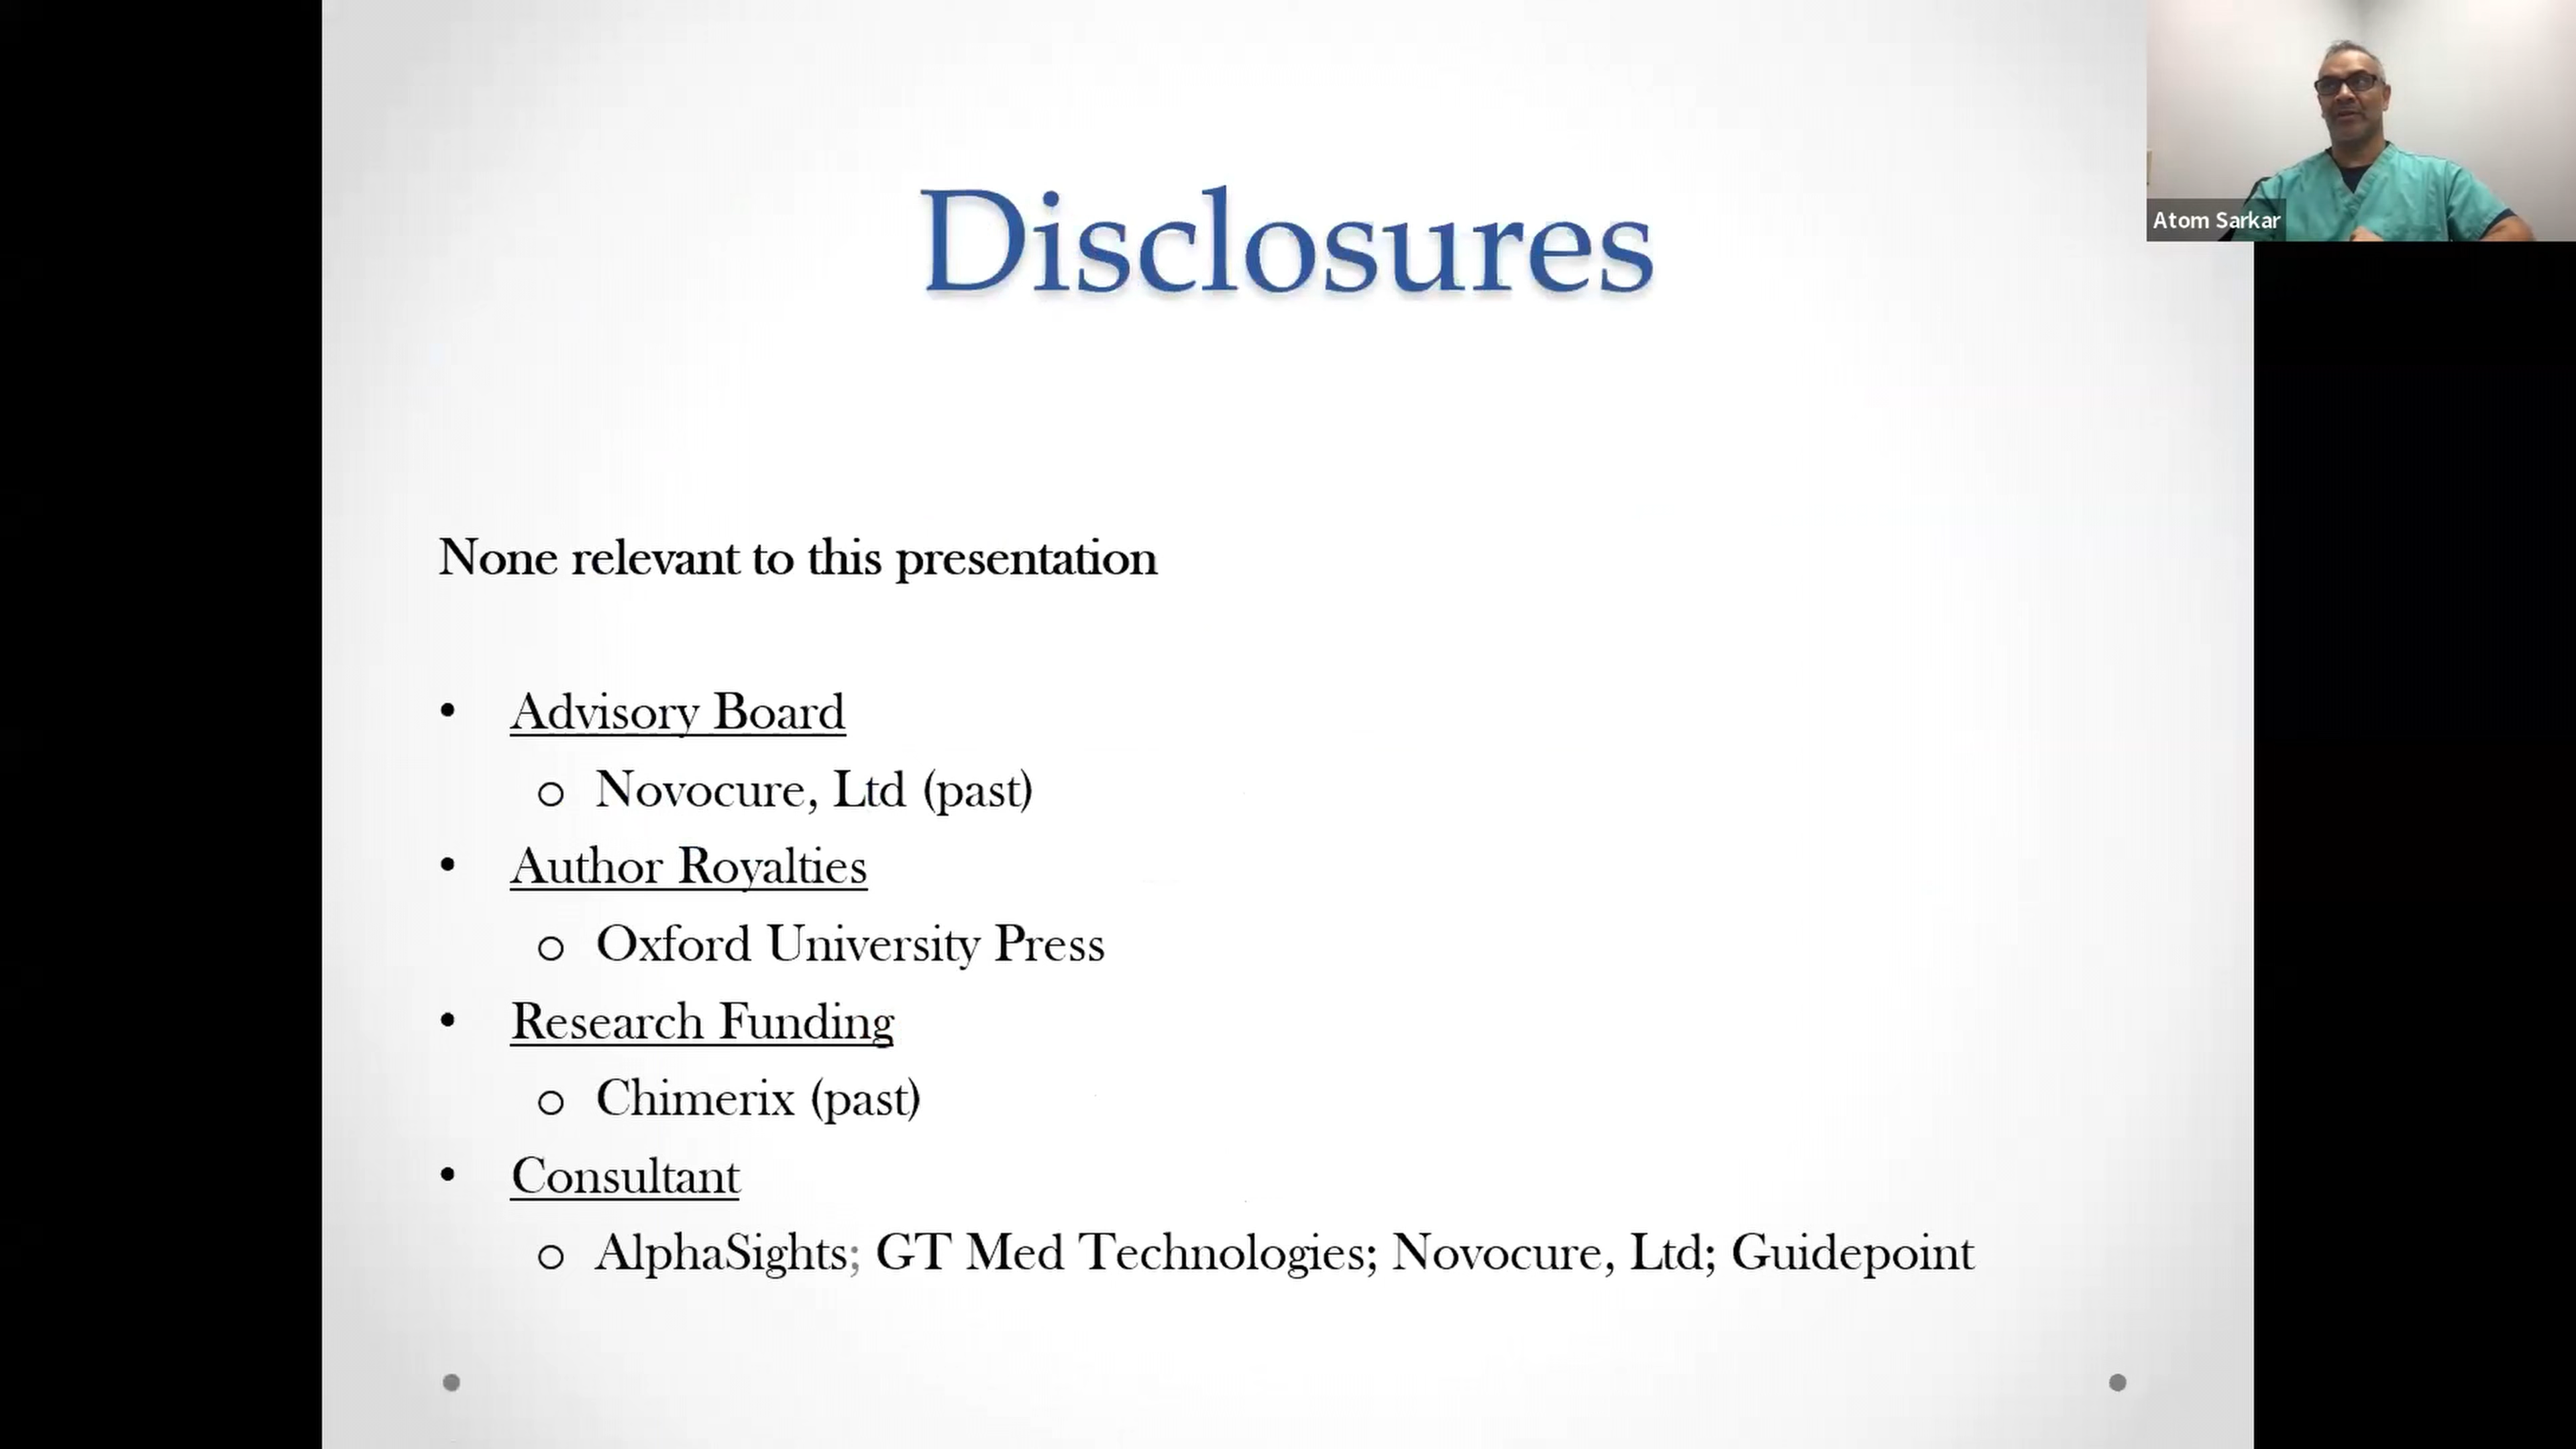 Disclosures
Atom Sarkar
None relevant to this presentation
• Advisory Board
o Novocure, Ltd (past)
• Author Royalties
o Oxford University Press
• Research Funding
o Chimerix (past)
• Consultant
o AlphaSights; GT Med Technologies; Novocure, Ltd; Guidepoint